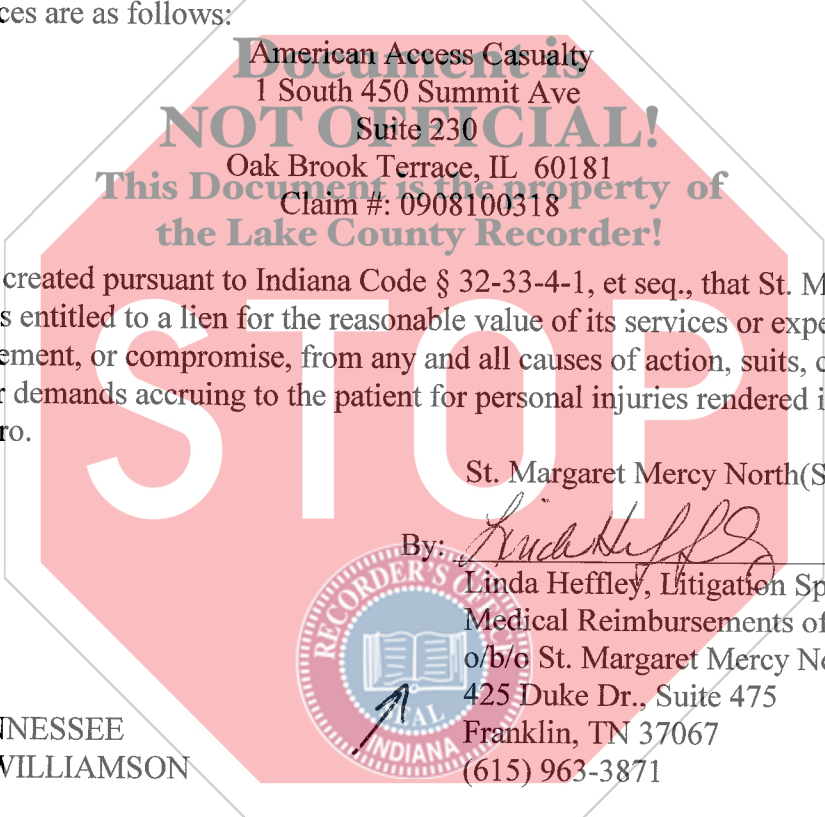 ces are as follows:
Document is
American Access Casualty
1 South 450 Summit Ave
NOT OFFICIAL!
Suite 230
Oak Brook Terrace, IL 60181
This Document is the property of
Claim #: 0908100318
the Lake County Recorder!
created pursuant to Indiana Code § 32-33-4-1, et seq., that St. M
s entitled to a lien for the reasonable value of its services or expe
ement, or compromise, from any and all causes of action, suits, c
r demands accruing to the patient for personal injuries rendered i
ro.
STOP
St. Margaret Mercy North(S
By: Linda Heffley
Linda Heffley, Litigation Sp
Medical Reimbursements of
o/b/o St. Margaret Mercy No
425 Duke Dr., Suite 475
NNESSEE
Franklin, TN 37067
WILLIAMSON
(615) 963-3871
RECORDER'S OFFICE
INDIANA